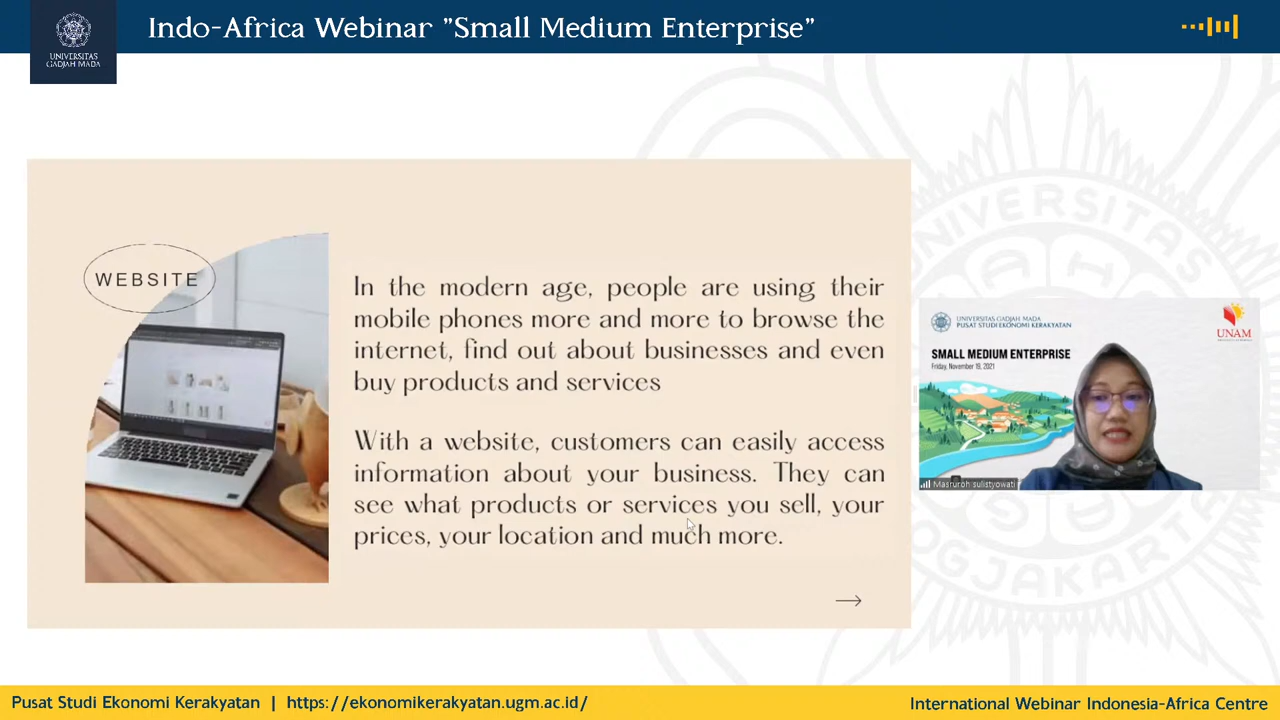 Indo-Africa Webinar "Small Medium Enterprise"
UNIVERSITAS
GADJAH MADA
WEBSITE
In the modern age, people are using their
mobile phones more and more to browse the
internet, find out about businesses and even
buy products and services
With a website, customers can easily access
information about your business. They can
see what products or services you sell, your
prices, your location and much more.
UNIVERSITAS GADJAH MADA
PUSAT STUDI EKONOMI KERAKYATAN
UNAM
SMALL MEDIUM ENTERPRISE
Friday, November 19, 2021
Masruroh sulistyowati
UNIVERSITAS
GADJAH
YOGJAKARTA
Pusat Studi Ekonomi Kerakyatan | https://ekonomikerakyatan.ugm.ac.id/
International Webinar Indonesia-Africa Centre